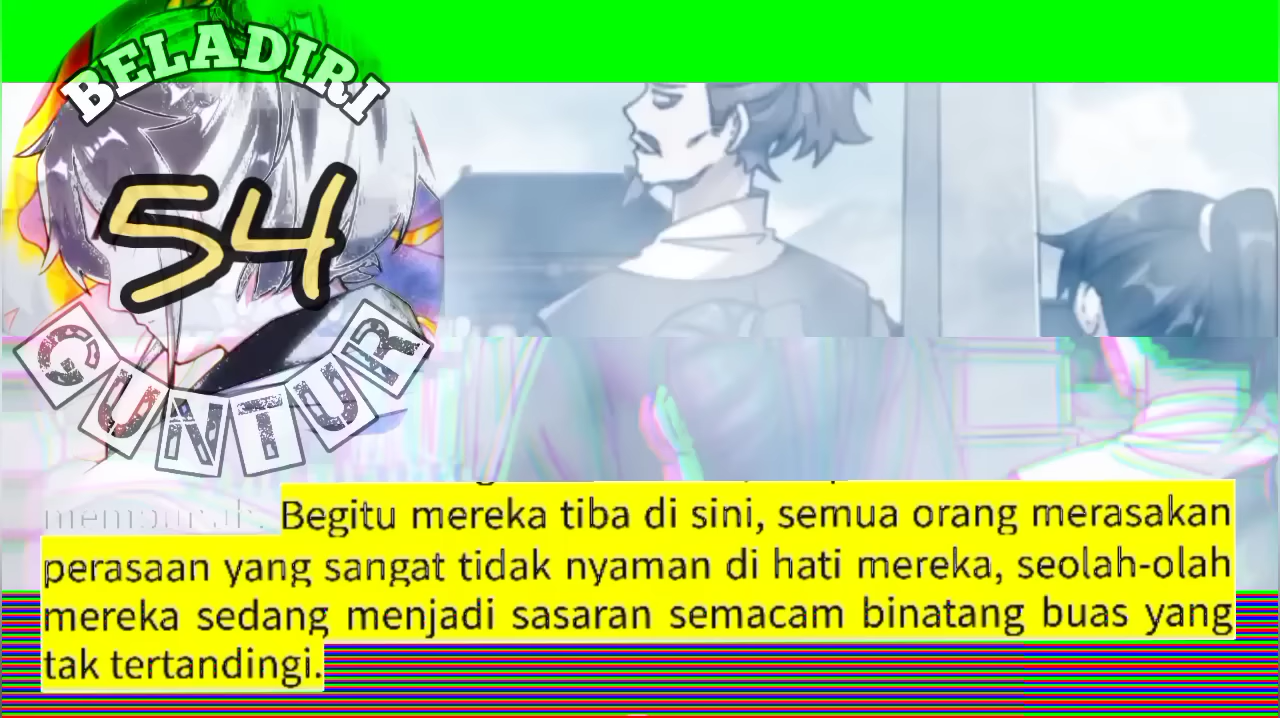 BELADIRI
54
GUNTUR
Begitu mereka tiba di sini, semua orang merasakan
perasaan yang sangat tidak nyaman di hati mereka, seolah-olah
mereka sedang menjadi sasaran semacam binatang buas yang
tak tertandingi.